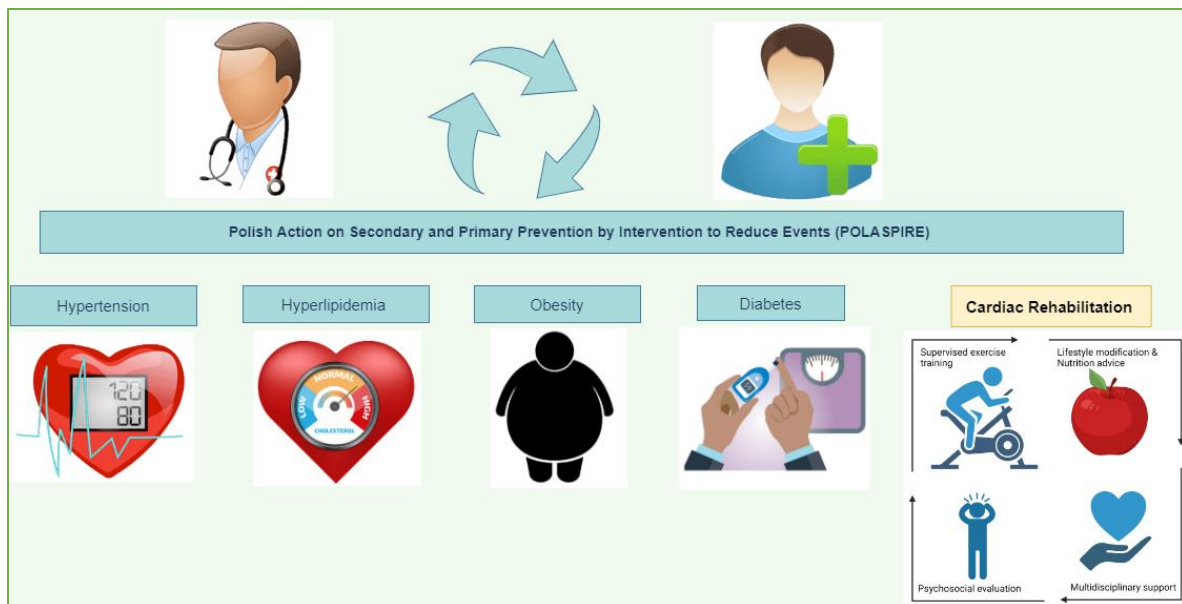 Polish Action on Secondary and Primary Prevention by Intervention to Reduce Events (POLASPIRE)
Hypertension
Hyperlipidemia
Obesity
Diabetes
Cardiac Rehabilitation
120
80
LOW
NORMAL
HIGH
CHOLESTEROL
Supervised exercise
training
Lifestyle modification &
Nutrition advice
Psychosocial evaluation
Multidisciplinary support